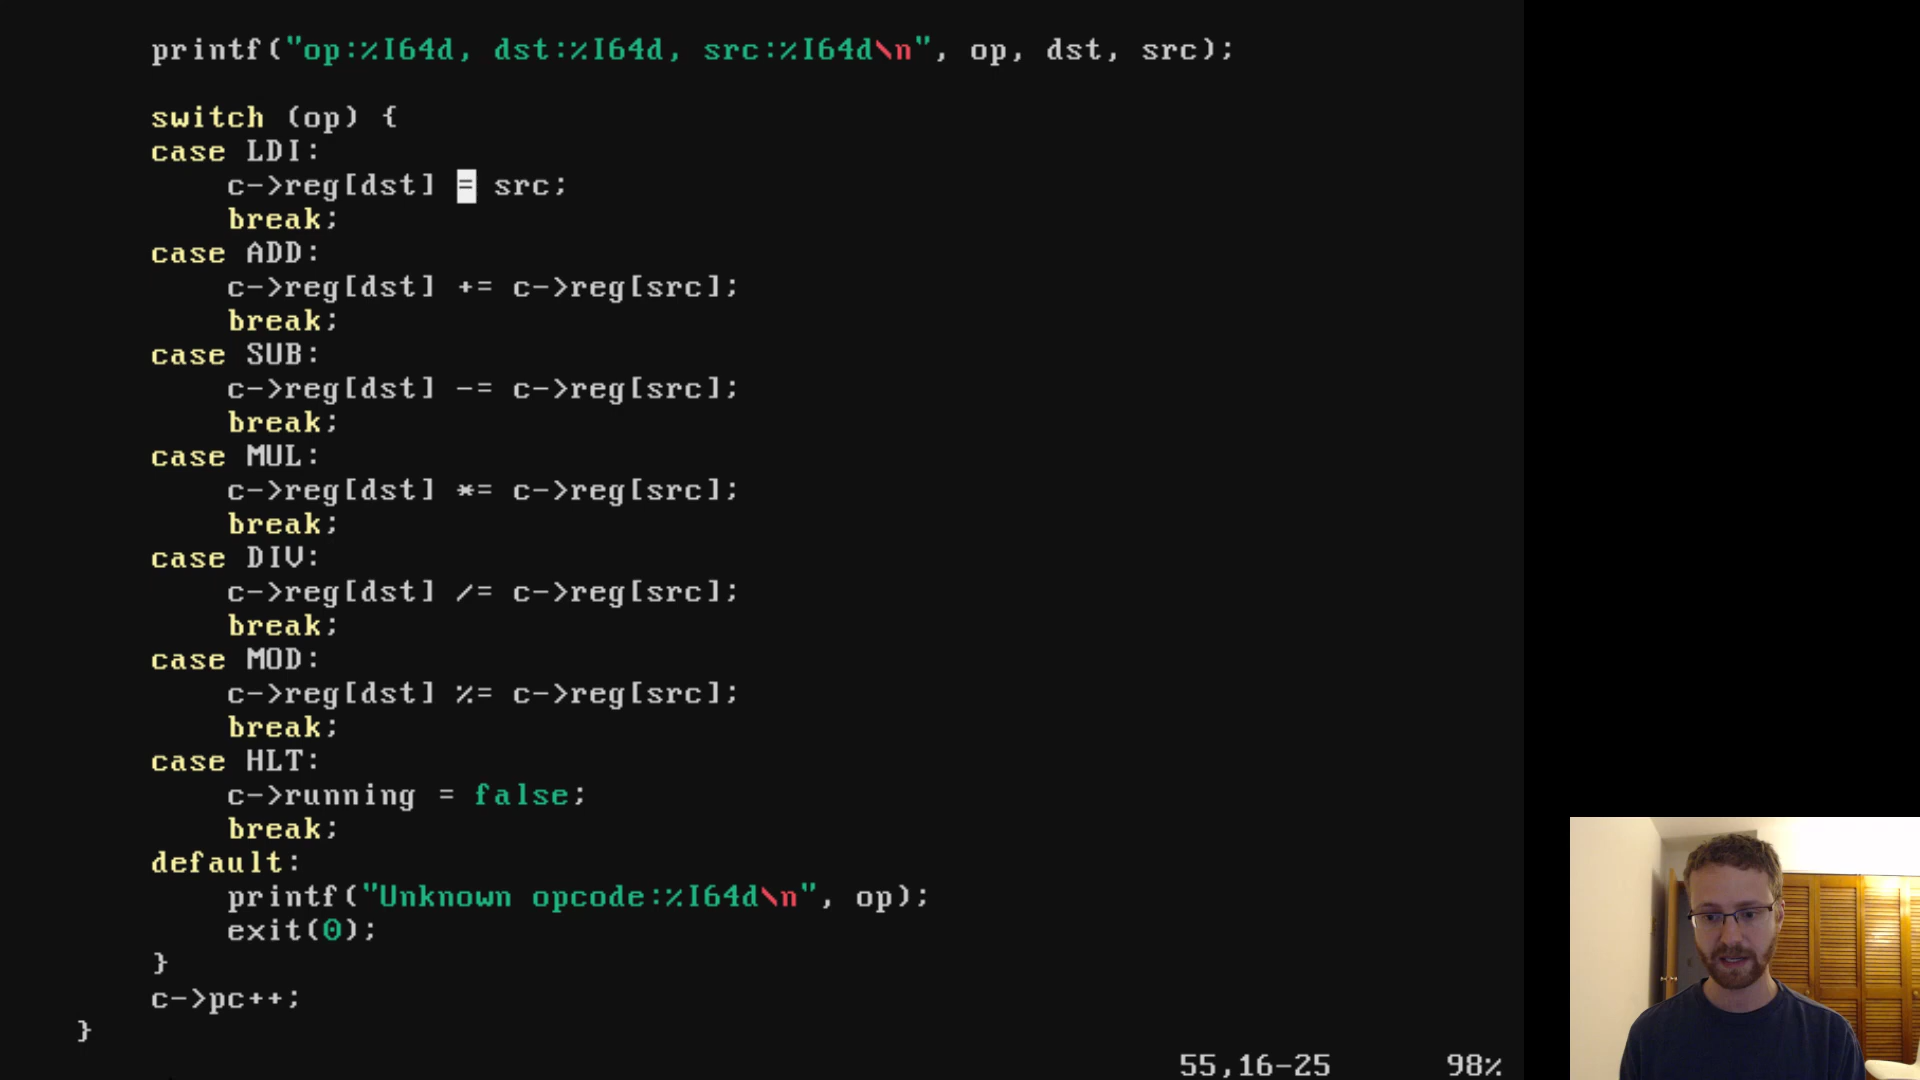 printf("op:%I64d, dst:%I64d, src:%I64d\n", op, dst, src);
switch (op) {
case LDI:
c->reg[dst] = src;
break;
case ADD:
c->reg[dst] += c->reg[src];
break;
case SUB:
c->reg[dst] -= c->reg[src];
break;
case MUL:
c->reg[dst] *= c->reg[src];
break;
case DIV:
c->reg[dst] /= c->reg[src];
break;
case MOD:
c->reg[dst] %= c->reg[src];
break;
case HLT:
c->running = false;
break;
default:
printf("Unknown opcode:%I64d\n", op);
exit(0);
}
c->pc++;
}
55,16-25 98%